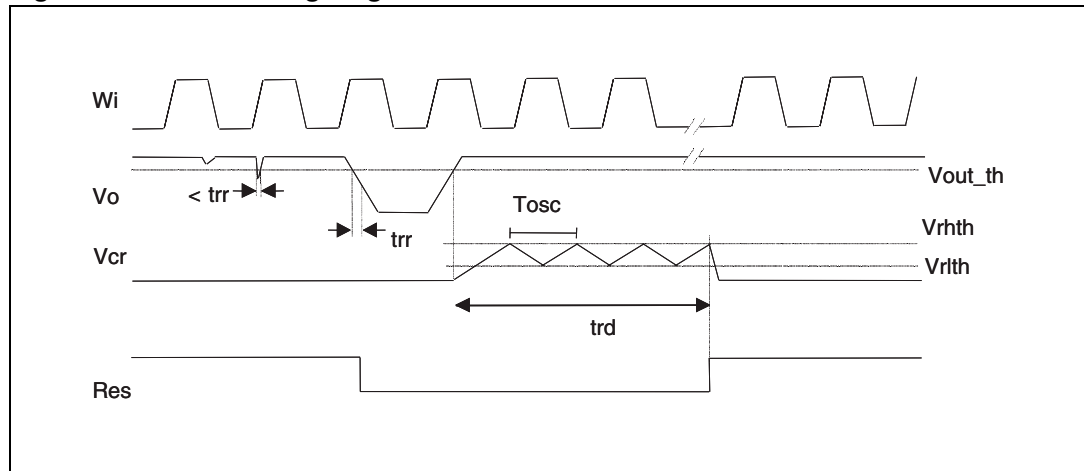 Wi
Vout_th
Vo
< trr
Tosc
trr
Vrhth
Vcr
Vrlth
trd
Res